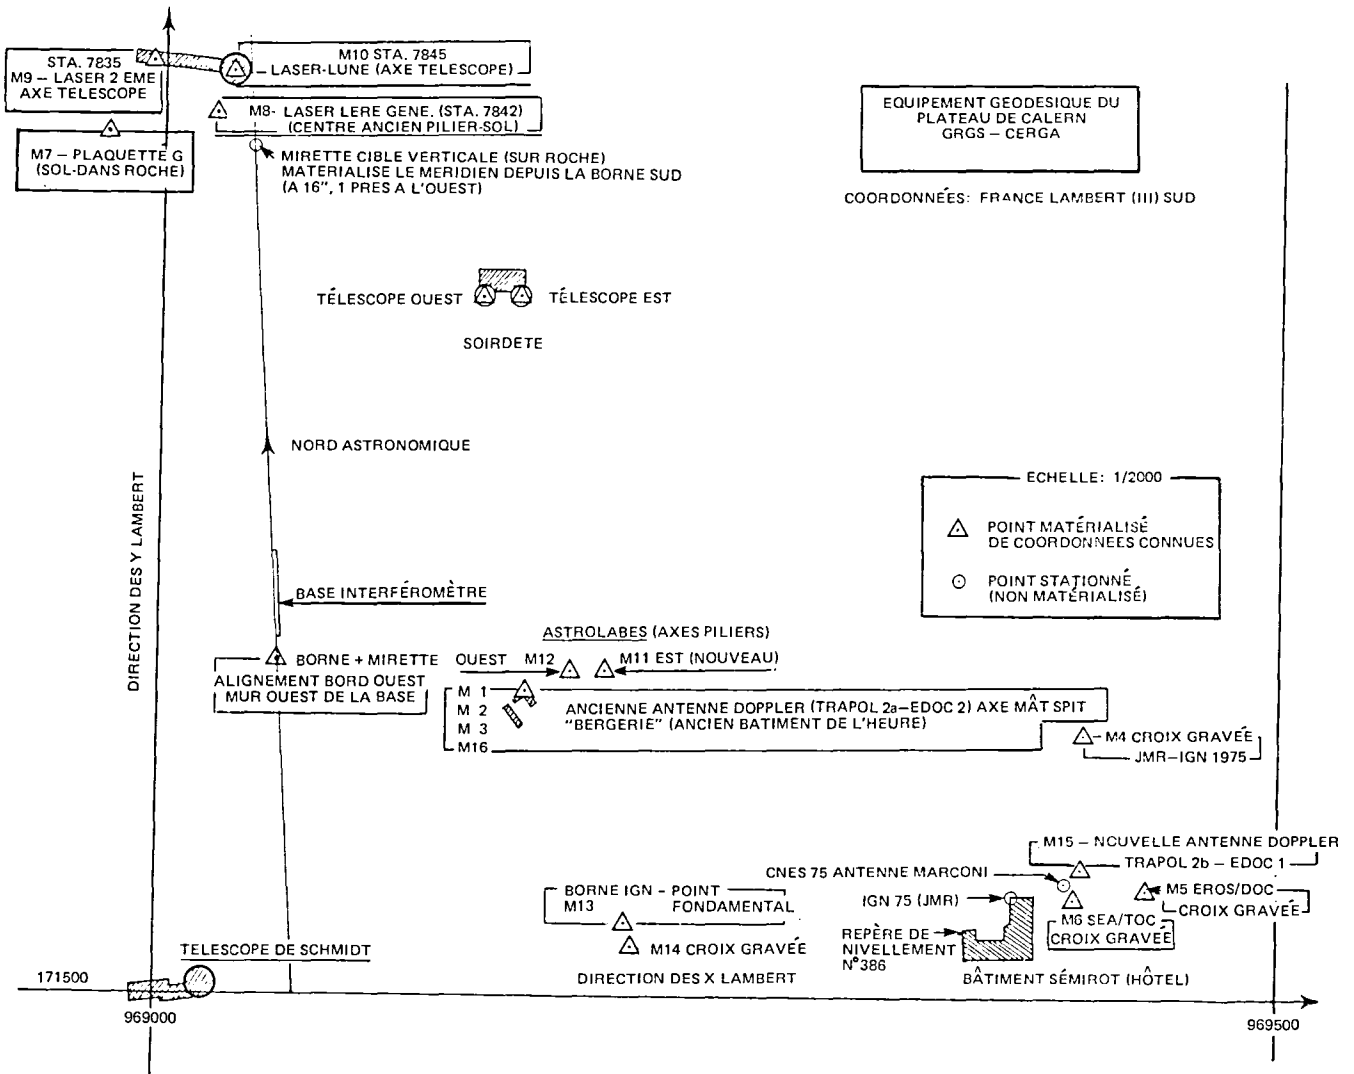 STA. 7835
M9 – LASER 2 EME
AXE TELESCOPE
M10 STA. 7845
LASER-LUNE (AXE TELESCOPE)
M8- LASER LERE GENE. (STA. 7842)
(CENTRE ANCIEN PILIER-SOL)
M7 – PLAQUETTE G
(SOL-DANS ROCHE)
MIRETTE CIBLE VERTICALE (SUR ROCHE)
MATERIALISE LE MERIDIEN DEPUIS LA BORNE SUD
(A 16", 1 PRES A L'OUEST)
EQUIPEMENT GEODESIQUE DU
PLATEAU DE CALERN
GRGS – CERGA
COORDONNÉES: FRANCE LAMBERT (III) SUD
TÉLESCOPE OUEST
TÉLESCOPE EST
SOIRDETE
NORD ASTRONOMIQUE
DIRECTION DES Y LAMBERT
ECHELLE: 1/2000
POINT MATÉRIALISÉ
DE COORDONNEES CONNUES
POINT STATIONNÉ
(NON MATÉRIALISÉ)
BASE INTERFÉROMÈTRE
ASTROLABES (AXES PILIERS)
BORNE + MIRETTE
ALIGNEMENT BORD OUEST
MUR OUEST DE LA BASE
OUEST M12
M11 EST (NOUVEAU)
M 1
M 2
M 3
M16
ANCIENNE ANTENNE DOPPLER (TRAPOL 2a–EDOC 2) AXE MÂT SPIT
"BERGERIE" (ANCIEN BATIMENT DE L'HEURE)
M4 CROIX GRAVÉE
JMR–IGN 1975
M15 – NOUVELLE ANTENNE DOPPLER
TRAPOL 2b – EDOC 1
CNES 75 ANTENNE MARCONI
IGN 75 (JMR)
M5 EROS/DOC
CROIX GRAVÉE
M6 SEA/TOC
CROIX GRAVÉE
BORNE IGN – POINT
M13 FONDAMENTAL
M14 CROIX GRAVÉE
REPÈRE DE
NIVELLEMENT
N°386
BÂTIMENT SÉMIROT (HÔTEL)
DIRECTION DES X LAMBERT
TELESCOPE DE SCHMIDT
171500
969000
969500